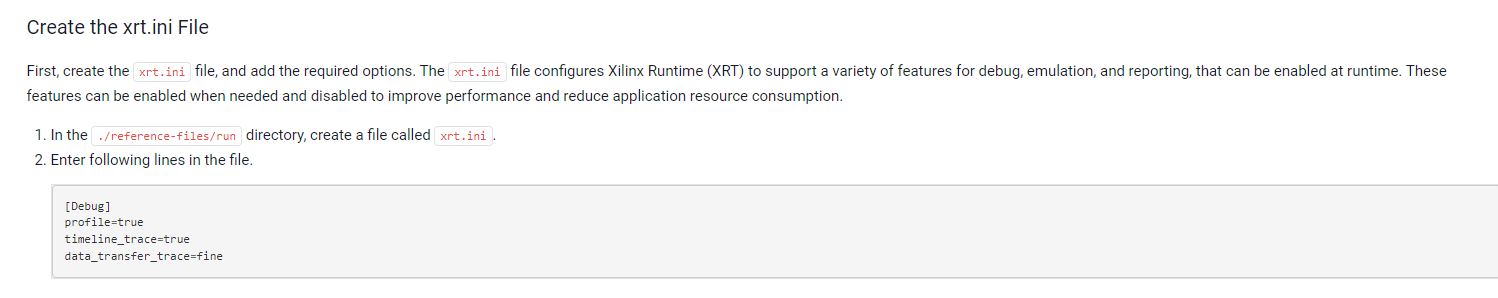 Create the xrt.ini File
First, create the xrt.ini file, and add the required options. The xrt.ini file configures Xilinx Runtime (XRT) to support a variety of features for debug, emulation, and reporting, that can be enabled at runtime. These
features can be enabled when needed and disabled to improve performance and reduce application resource consumption.
1. In the ./reference-files/run directory, create a file called xrt.ini.
2. Enter following lines in the file.
[Debug]
profile=true
timeline_trace=true
data_transfer_trace=fine